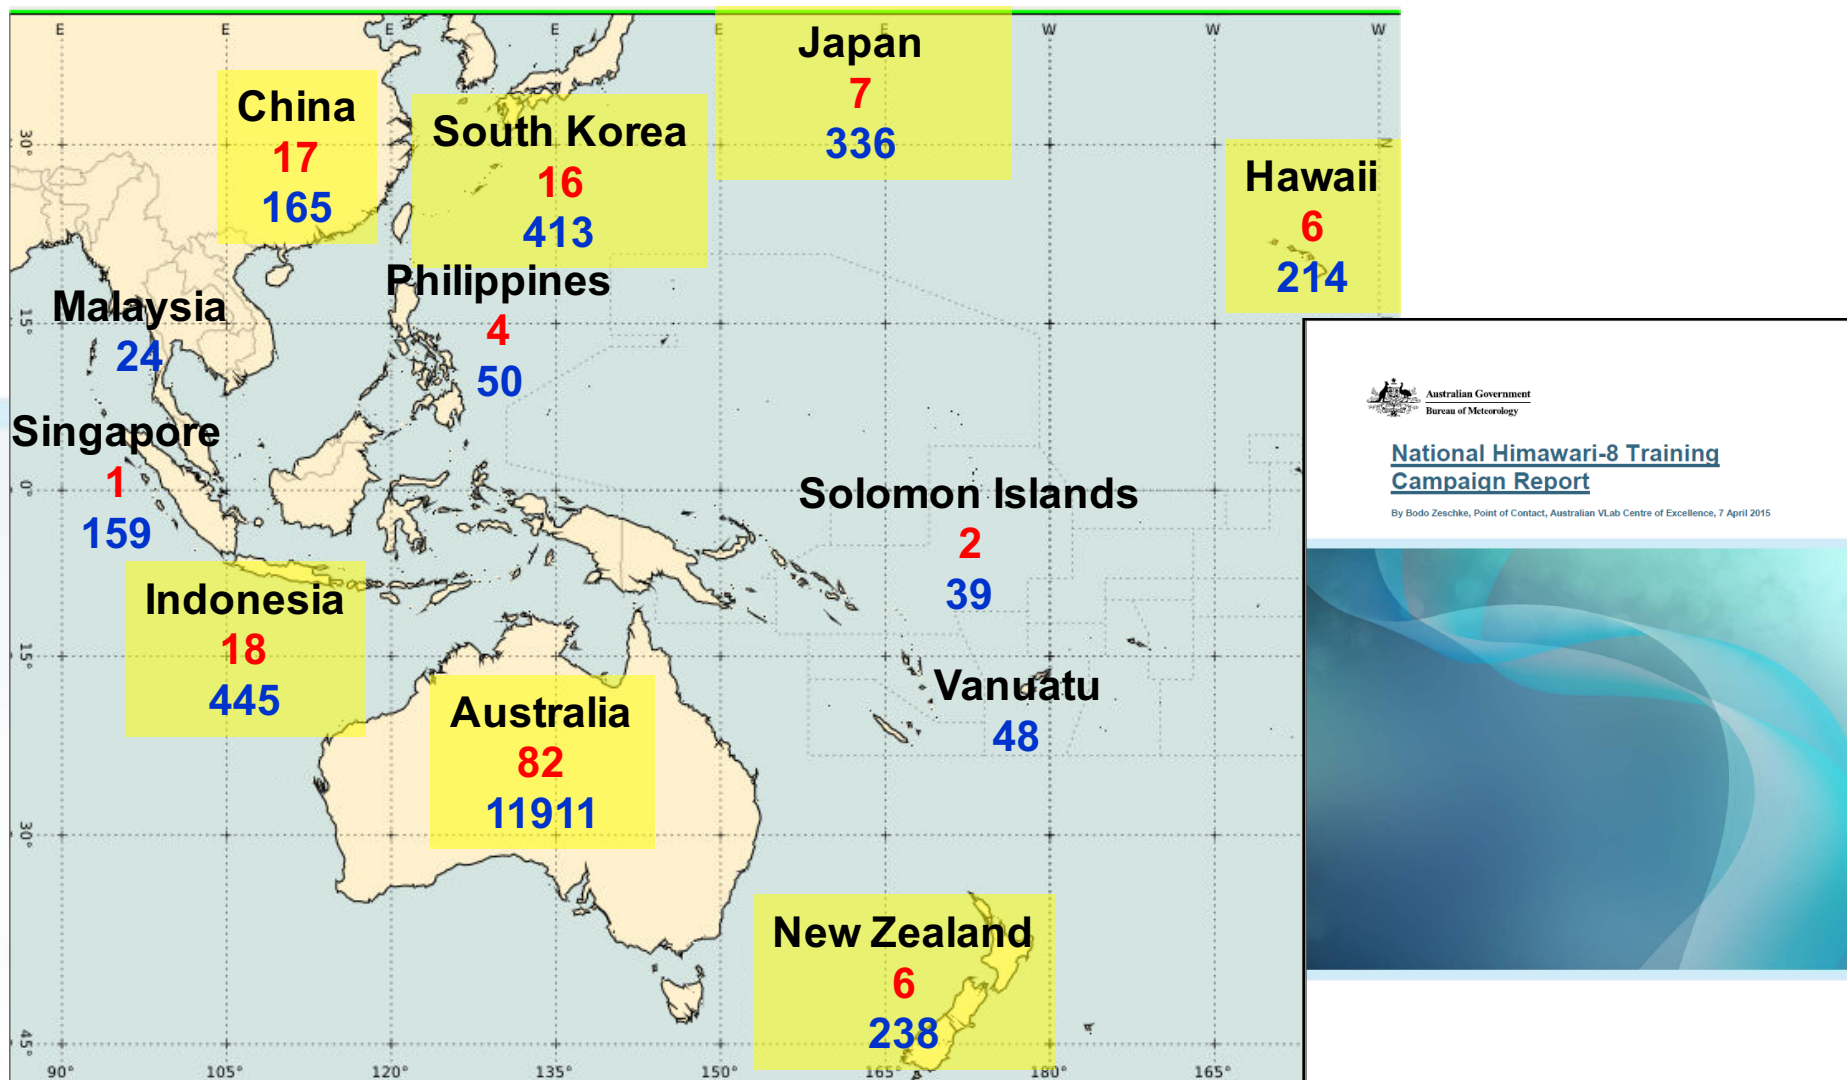 E E E E E E W W W
Japan
7
336
China
17
165
South Korea
16
413
Hawaii
6
214
Philippines
4
50
Malaysia
24
Singapore
1
159
Solomon Islands
2
39
Indonesia
18
445
Vanuatu
48
Australia
82
11911
New Zealand
6
238
30°
15°
0°
15°
30°
45°
N
90° 105° 120° 135° 150° 165° 180° 165°
Australian Government
Bureau of Meteorology
National Himawari-8 Training
Campaign Report
By Bodo Zeschke, Point of Contact, Australian VLab Centre of Excellence, 7 April 2015